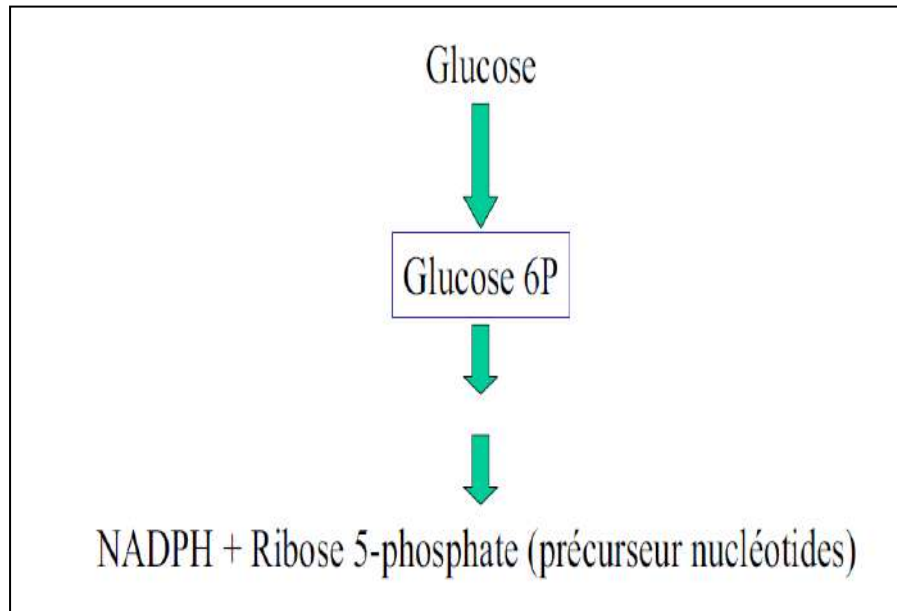 Glucose
Glucose 6P
NADPH + Ribose 5-phosphate (précurseur nucléotides)